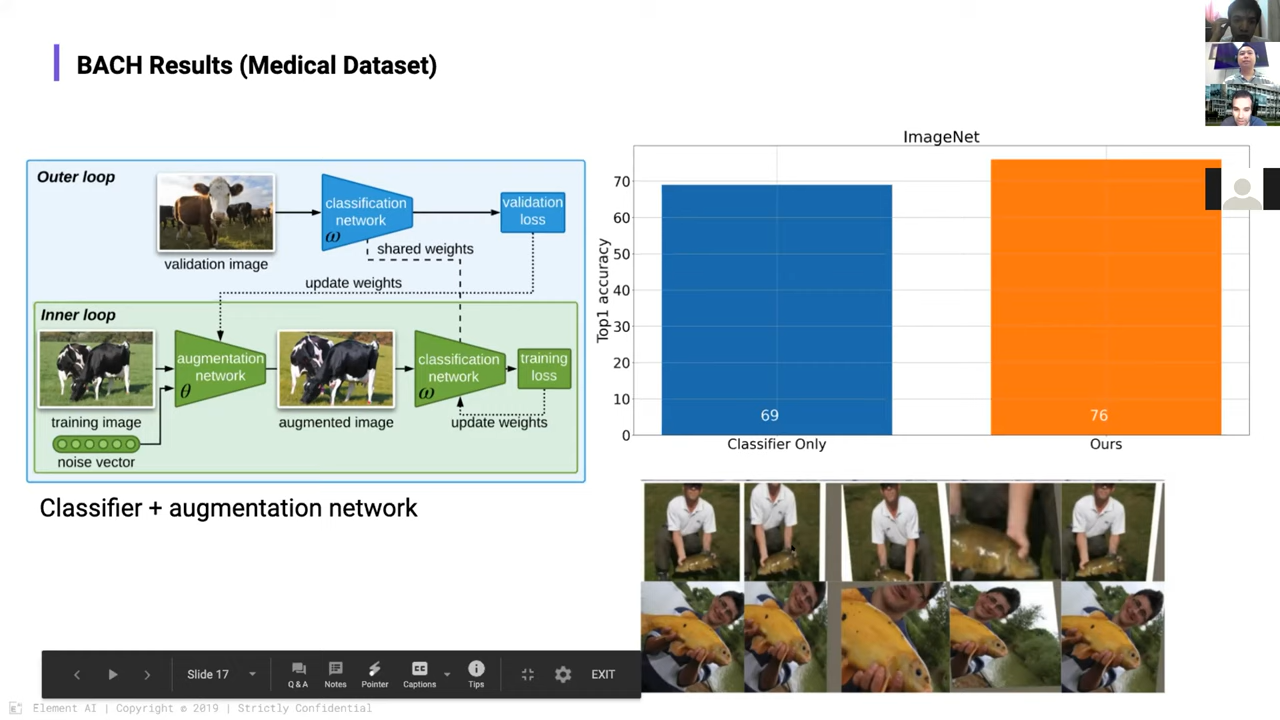 BACH Results (Medical Dataset)
Outer loop
validation image
classification
network
ω
validation
loss
shared weights
update weights
Inner loop
training image
noise vector
augmentation
network
θ
augmented image
classification
network
ω
training
loss
update weights
Classifier + augmentation network
ImageNet
Top1 accuracy
70
60
50
40
30
20
10
0
69
76
Classifier Only
Ours
Slide 17
Q & A
Notes
Pointer
Captions
Tips
EXIT
Element AI | Copyright © 2019 | Strictly Confidential